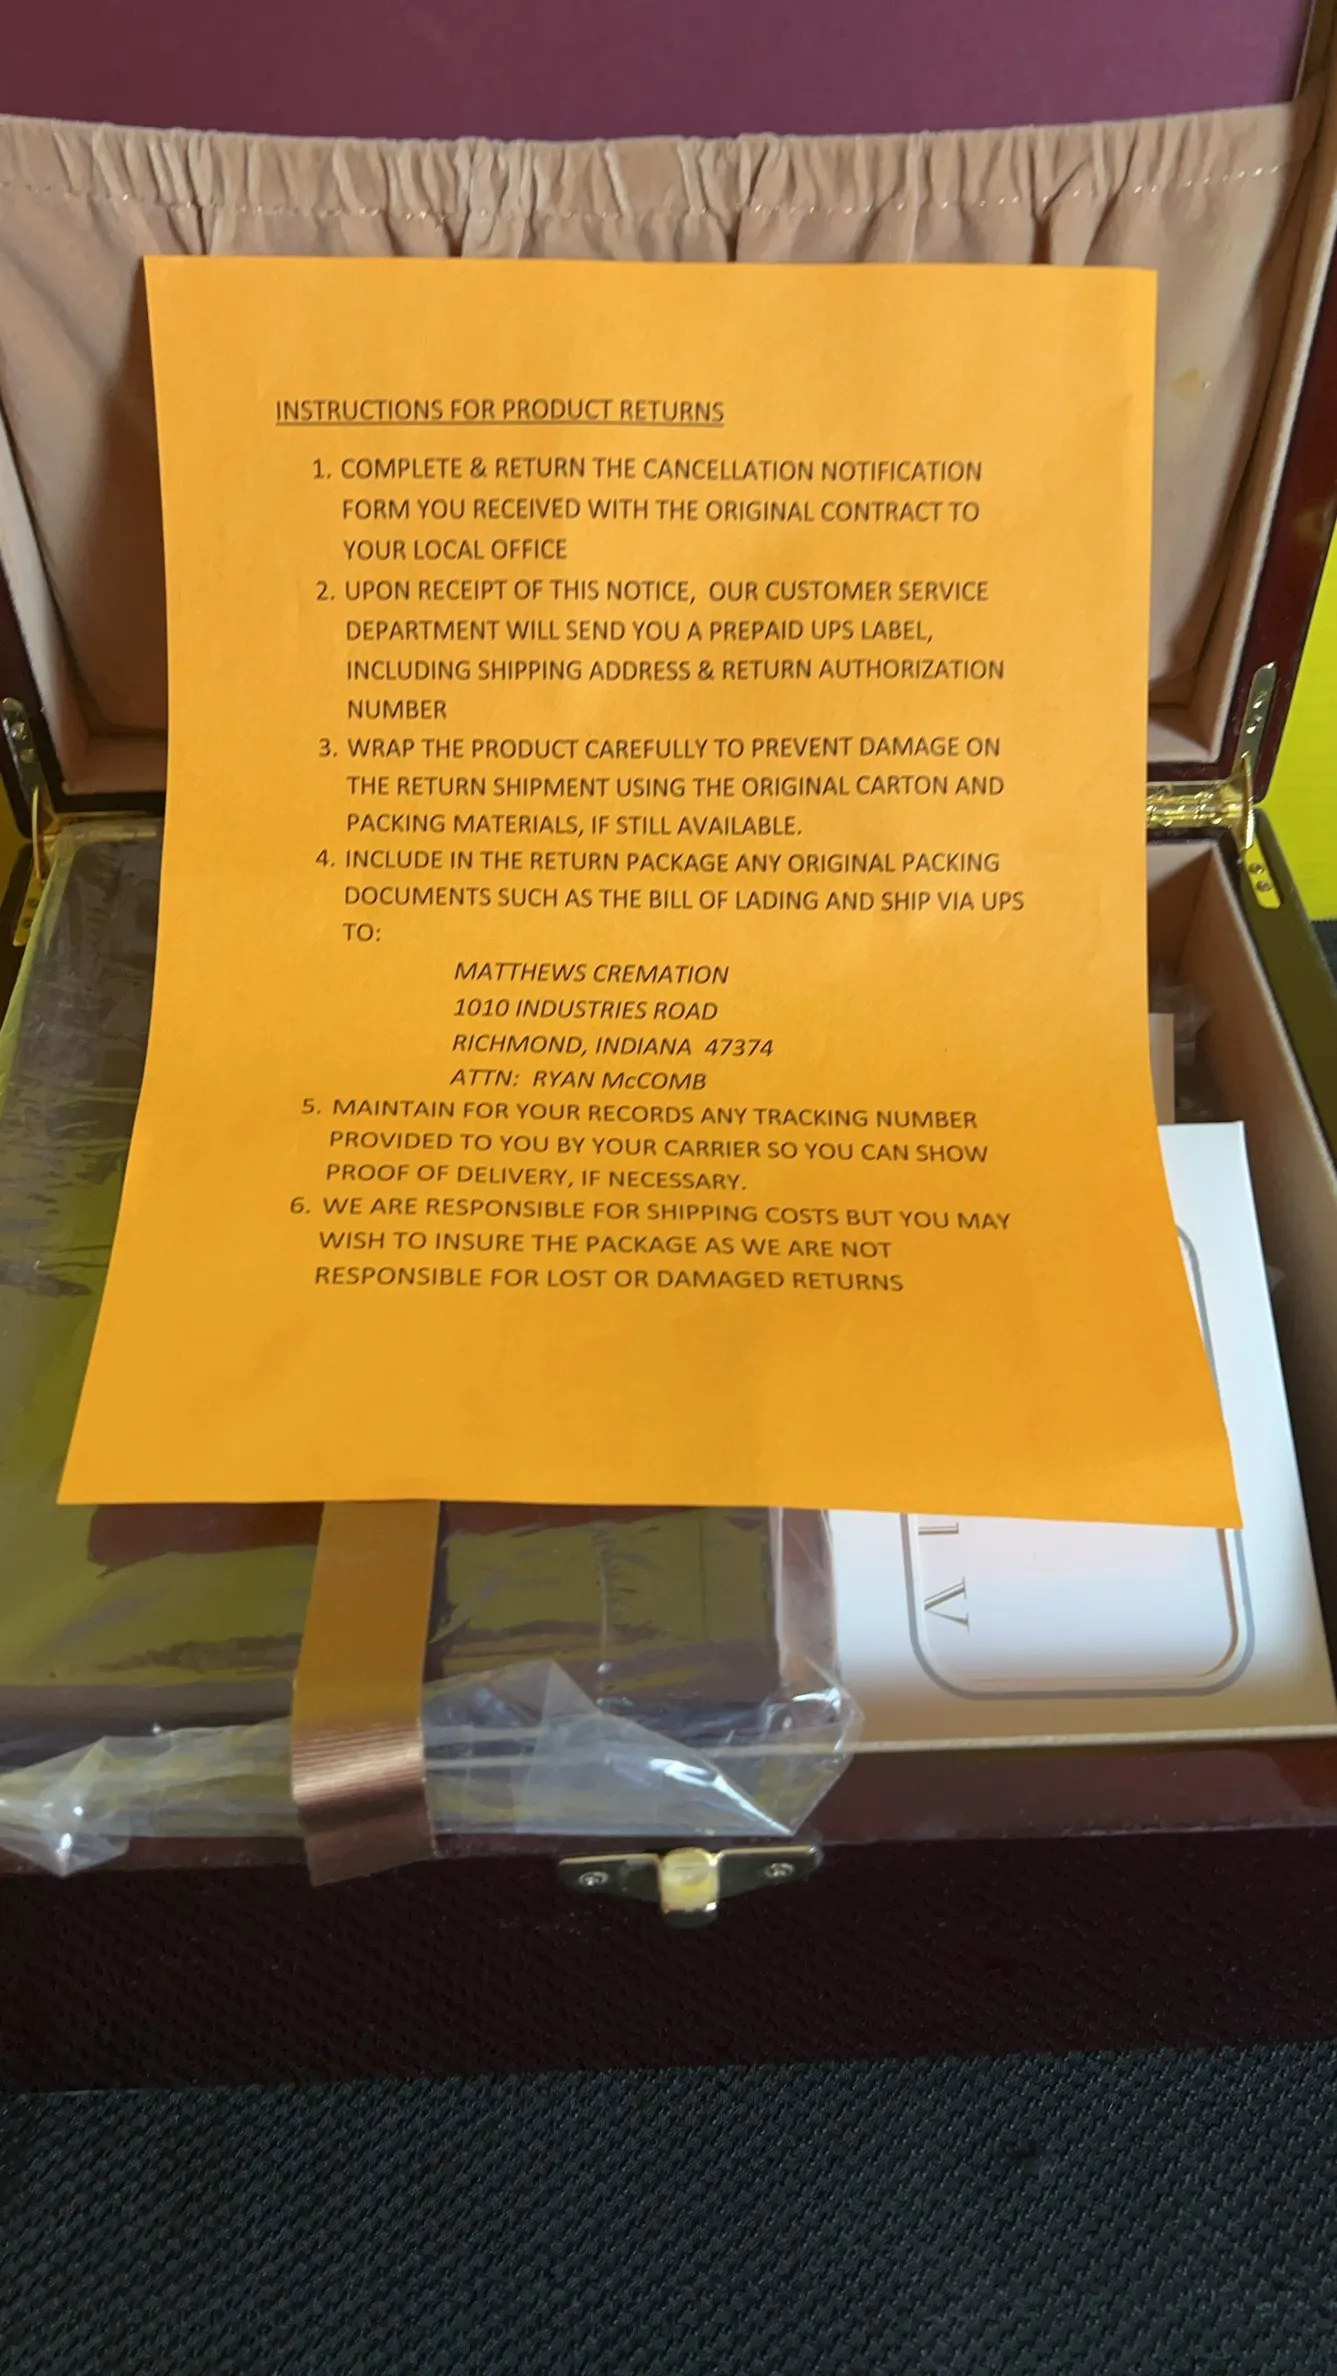 INSTRUCTIONS FOR PRODUCT RETURNS
1. COMPLETE & RETURN THE CANCELLATION NOTIFICATION
FORM YOU RECEIVED WITH THE ORIGINAL CONTRACT TO
YOUR LOCAL OFFICE
2. UPON RECEIPT OF THIS NOTICE, OUR CUSTOMER SERVICE
DEPARTMENT WILL SEND YOU A PREPAID UPS LABEL,
INCLUDING SHIPPING ADDRESS & RETURN AUTHORIZATION
NUMBER
3. WRAP THE PRODUCT CAREFULLY TO PREVENT DAMAGE ON
THE RETURN SHIPMENT USING THE ORIGINAL CARTON AND
PACKING MATERIALS, IF STILL AVAILABLE.
4. INCLUDE IN THE RETURN PACKAGE ANY ORIGINAL PACKING
DOCUMENTS SUCH AS THE BILL OF LADING AND SHIP VIA UPS
TO:
MATTHEWS CREMATION
1010 INDUSTRIES ROAD
RICHMOND, INDIANA 47374
ATTN: RYAN McCOMB
5. MAINTAIN FOR YOUR RECORDS ANY TRACKING NUMBER
PROVIDED TO YOU BY YOUR CARRIER SO YOU CAN SHOW
PROOF OF DELIVERY, IF NECESSARY.
6. WE ARE RESPONSIBLE FOR SHIPPING COSTS BUT YOU MAY
WISH TO INSURE THE PACKAGE AS WE ARE NOT
RESPONSIBLE FOR LOST OR DAMAGED RETURNS